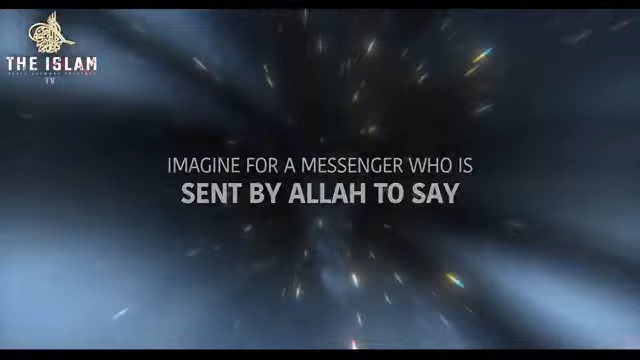 THE ISLAM
TV
IMAGINE FOR A MESSENGER WHO IS
SENT BY ALLAH TO SAY